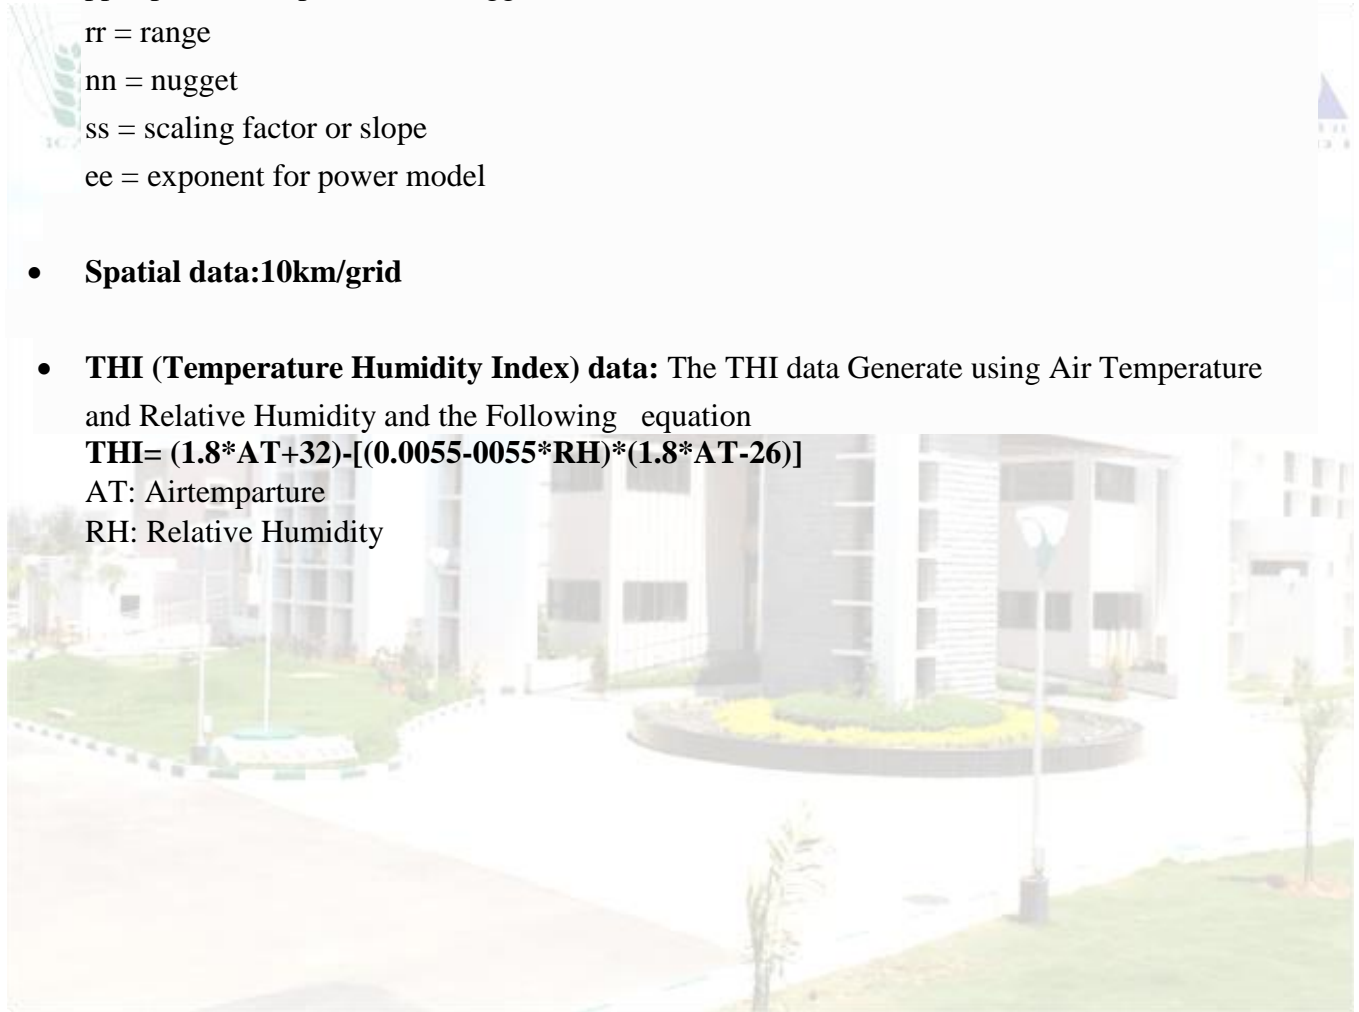 rr = range
nn = nugget
ss = scaling factor or slope
ee = exponent for power model
• Spatial data:10km/grid
• THI (Temperature Humidity Index) data: The THI data Generate using Air Temperature
and Relative Humidity and the Following equation
THI= (1.8*AT+32)-[(0.0055-0055*RH)*(1.8*AT-26)]
AT: Airtemparture
RH: Relative Humidity